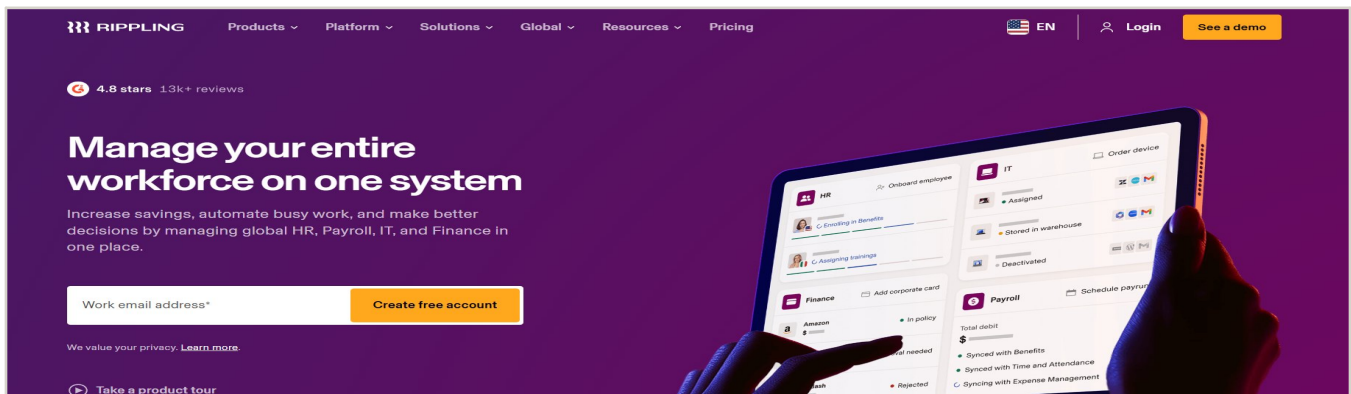 RIPPLING Products Platform Solutions Global Resources Pricing EN Login See a demo
4.8 stars 13k+ reviews
Manage your entire
workforce on one system
Increase savings, automate busy work, and make better
decisions by managing global HR, Payroll, IT, and Finance in
one place.
Work email address* Create free account
We value your privacy. Learn more.
Take a product tour
HR Onboard employee
Enrolling in Benefits
Assigning trainings
IT Order device
Assigned
Stored in warehouse
Deactivated
Finance Add corporate card
a Amazon In policy
$
needed
Rejected
Payroll Schedule payrun
Total debit
$
Synced with Benefits
Synced with Time and Attendance
Syncing with Expense Management